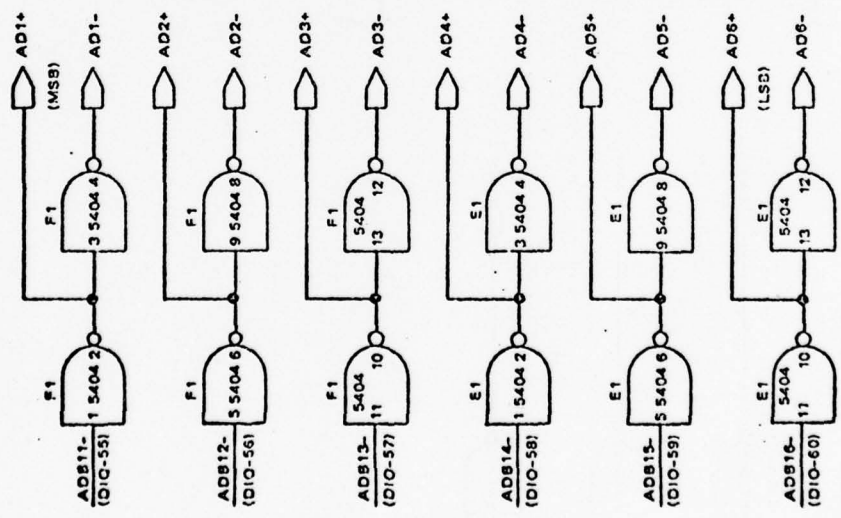 ADB11-
(DIO-55)
F1
1 5404 2
F1
3 5404 4
AD1+
(MSB)
AD1-
ADB12-
(DIO-56)
F1
5 5404 6
F1
9 5404 8
AD2+
AD2-
ADB13-
(DIO-57)
F1
5404
11 10
F1
5404
13 12
AD3+
AD3-
ADB14-
(DIO-58)
E1
1 5404 2
E1
3 5404 4
AD4+
AD4-
ADB15-
(DIO-59)
E1
5 5404 6
E1
9 5404 8
AD5+
AD5-
ADB16-
(DIO-60)
E1
5404
11 10
E1
5404
13 12
AD6+
(LSB)
AD6-